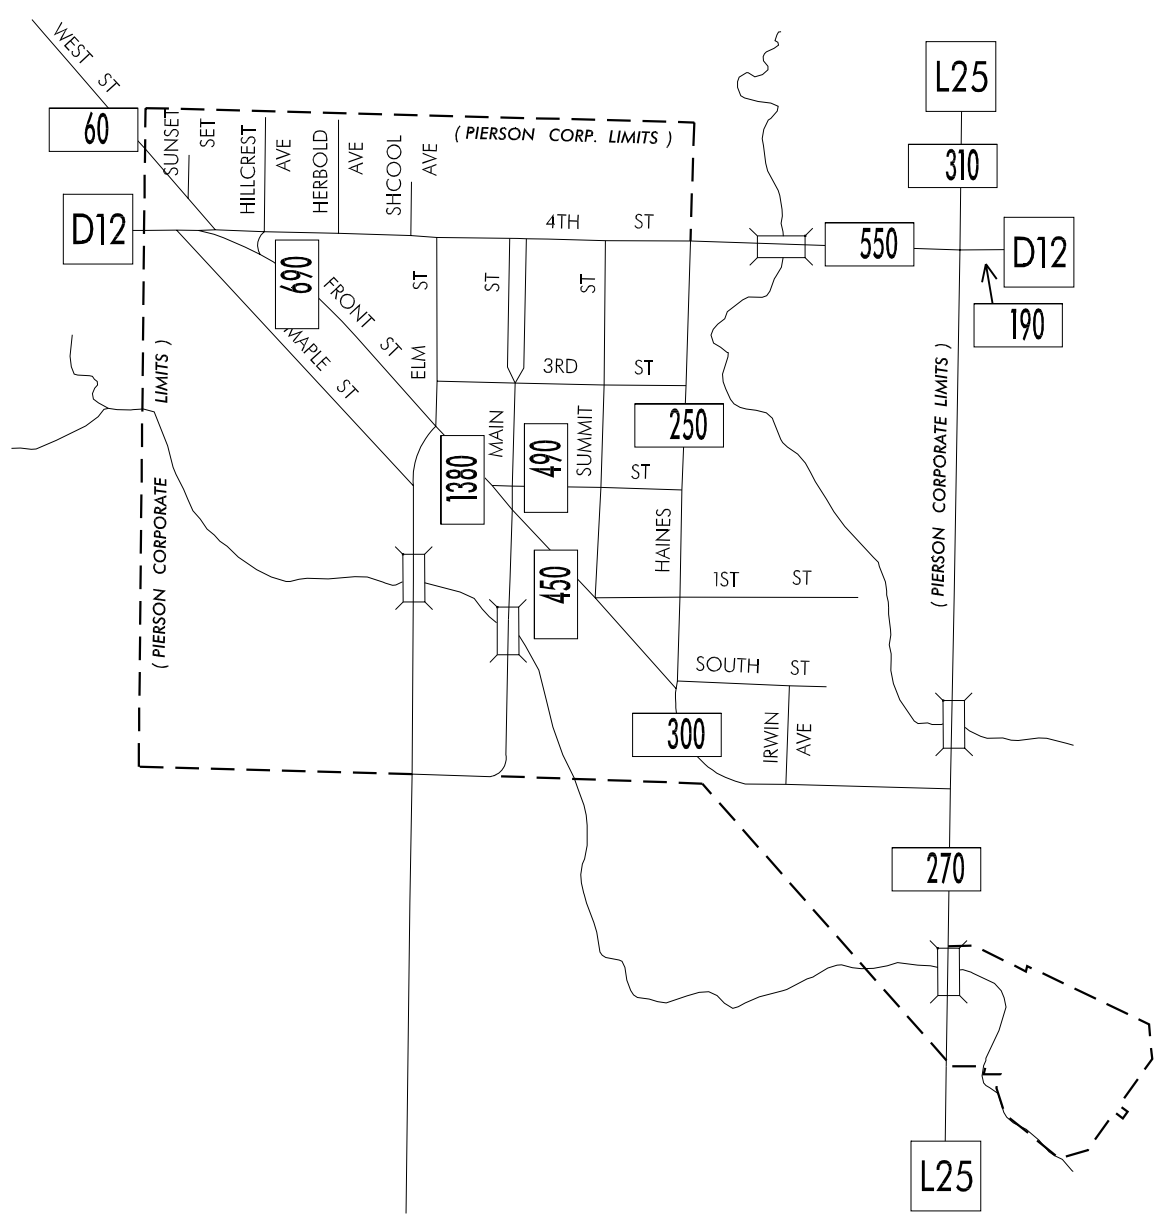 WEST ST
60
SUNSET
SET
HILLCREST
AVE
HERBOLD
AVE
SHCOOL
AVE
( PIERSON CORP. LIMITS )
L25
310
D12
4TH ST
550
D12
190
690
FRONT ST
MAPLE ST
ELM ST
ST
ST
3RD ST
( PIERSON CORPORATE LIMITS )
( PIERSON CORPORATE LIMITS )
250
MAIN
SUMMIT
1380
490
ST
HAINES
450
1ST ST
SOUTH ST
300
IRWIN
AVE
270
L25